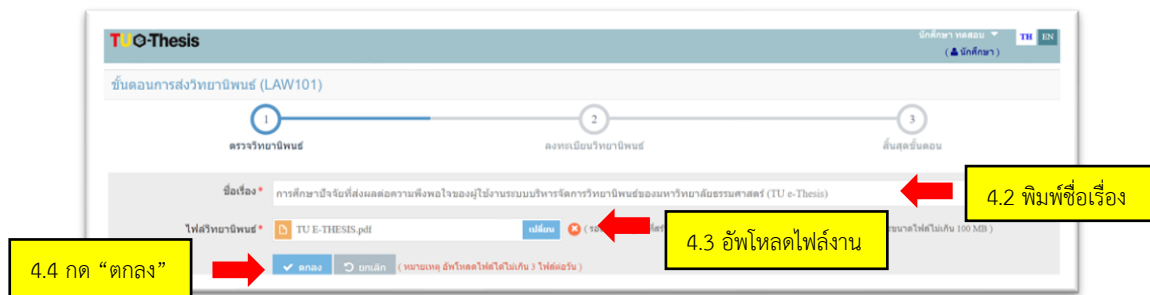 TU e-Thesis
นักศึกษา ทดสอบ
TH EN
( นักศึกษา )
ขั้นตอนการส่งวิทยานิพนธ์ (LAW101)
1
2
3
ตรวจวิทยานิพนธ์
ลงทะเบียนวิทยานิพนธ์
สิ้นสุดขั้นตอน
ชื่อเรื่อง * การศึกษาปัจจัยที่ส่งผลต่อความพึงพอใจของผู้ใช้งานระบบบริหารจัดการวิทยานิพนธ์ของมหาวิทยาลัยธรรมศาสตร์ (TU e-Thesis)
4.2 พิมพ์ชื่อเรื่อง
ไฟล์วิทยานิพนธ์ * TU E-THESIS.pdf เปลี่ยน ขนาดไฟล์ไม่เกิน 100 MB )
4.3 อัพโหลดไฟล์งาน
4.4 กด “ตกลง”
ตกลง ยกเลิก ( หมายเหตุ อัพโหลดไฟล์ได้ไม่เกิน 3 ไฟล์ต่อวัน )